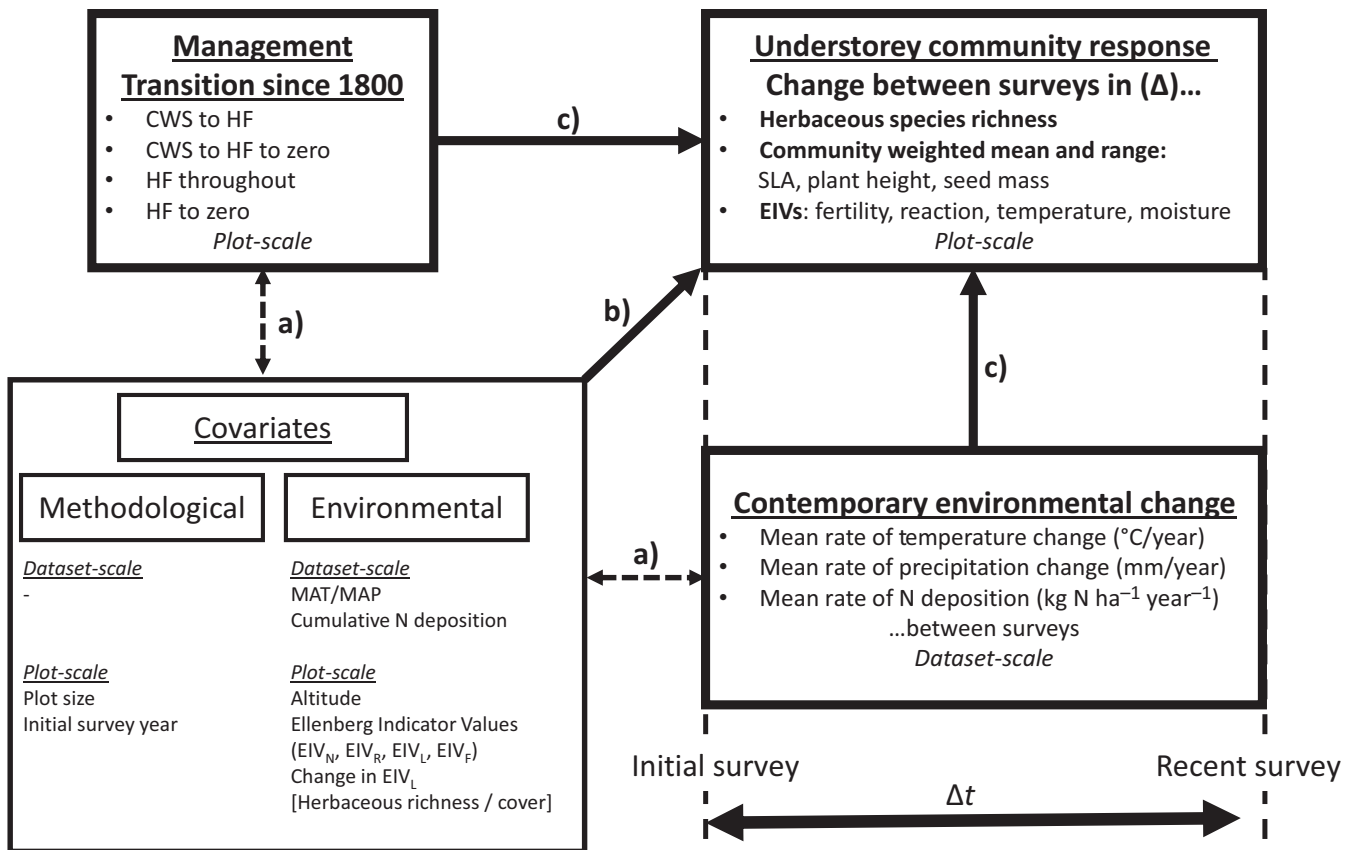 Management
Transition since 1800
• CWS to HF
• CWS to HF to zero
• HF throughout
• HF to zero
Plot-scale
c)
Understorey community response
Change between surveys in (Δ)…
• Herbaceous species richness
• Community weighted mean and range:
SLA, plant height, seed mass
• EIVs: fertility, reaction, temperature, moisture
Plot-scale
a)
b)
c)
Covariates
Methodological
Environmental
Dataset-scale
-
Plot-scale
Plot size
Initial survey year
Dataset-scale
MAT/MAP
Cumulative N deposition
Plot-scale
Altitude
Ellenberg Indicator Values
(EIV_N, EIV_R, EIV_L, EIV_F)
Change in EIV_L
[Herbaceous richness / cover]
a)
Contemporary environmental change
• Mean rate of temperature change (°C/year)
• Mean rate of precipitation change (mm/year)
• Mean rate of N deposition (kg N ha⁻¹ year⁻¹)
…between surveys
Dataset-scale
Initial survey
Recent survey
Δt